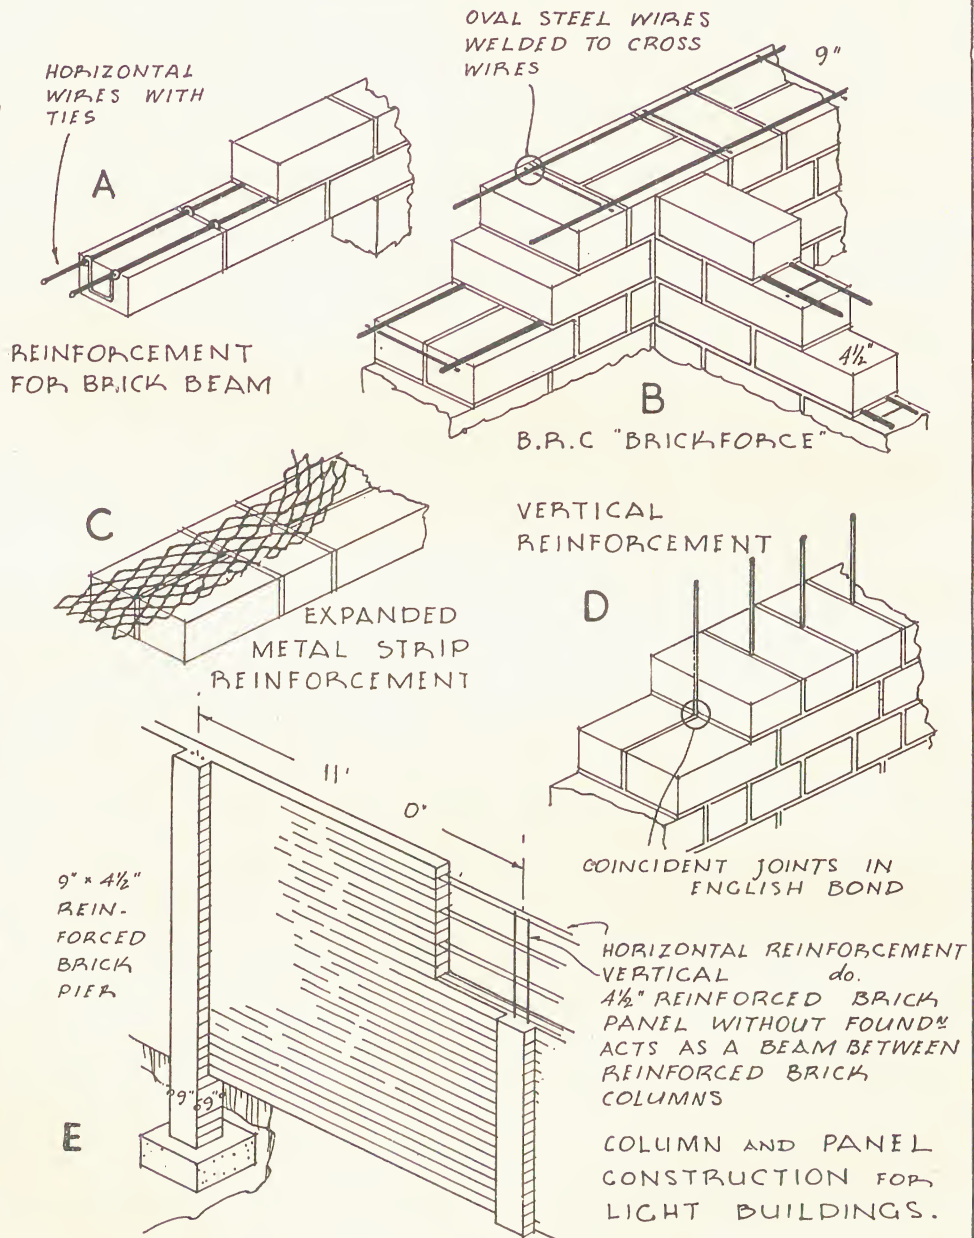 HORIZONTAL
WIRES WITH
TIES
A
REINFORCEMENT
FOR BRICK BEAM
OVAL STEEL WIRES
WELDED TO CROSS
WIRES
9"
4½"
B
B.R.C "BRICKFORCE"
C
EXPANDED
METAL STRIP
REINFORCEMENT
VERTICAL
REINFORCEMENT
D
COINCIDENT JOINTS IN
ENGLISH BOND
11'
0"
9" × 4½"
REIN-
FORCED
BRICK
PIER
9" 9"
E
HORIZONTAL REINFORCEMENT
VERTICAL do.
4½" REINFORCED BRICK
PANEL WITHOUT FOUNDN
ACTS AS A BEAM BETWEEN
REINFORCED BRICK
COLUMNS
COLUMN AND PANEL
CONSTRUCTION FOR
LIGHT BUILDINGS.